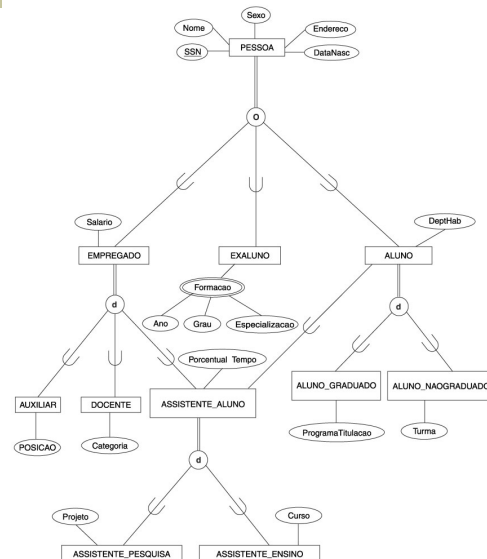 Sexo
Nome
Endereco
SSN
PESSOA
DataNasc
O
Salario
DeptHab
EMPREGADO
EXALUNO
ALUNO
Formacao
d
d
Ano
Grau
Especializacao
Porcentual Tempo
AUXILIAR
DOCENTE
ASSISTENTE_ALUNO
ALUNO_GRADUADO
ALUNO_NAOGRADUADO
POSICAO
Categoria
ProgramaTitulacao
Turma
d
Projeto
Curso
ASSISTENTE_PESQUISA
ASSISTENTE_ENSINO